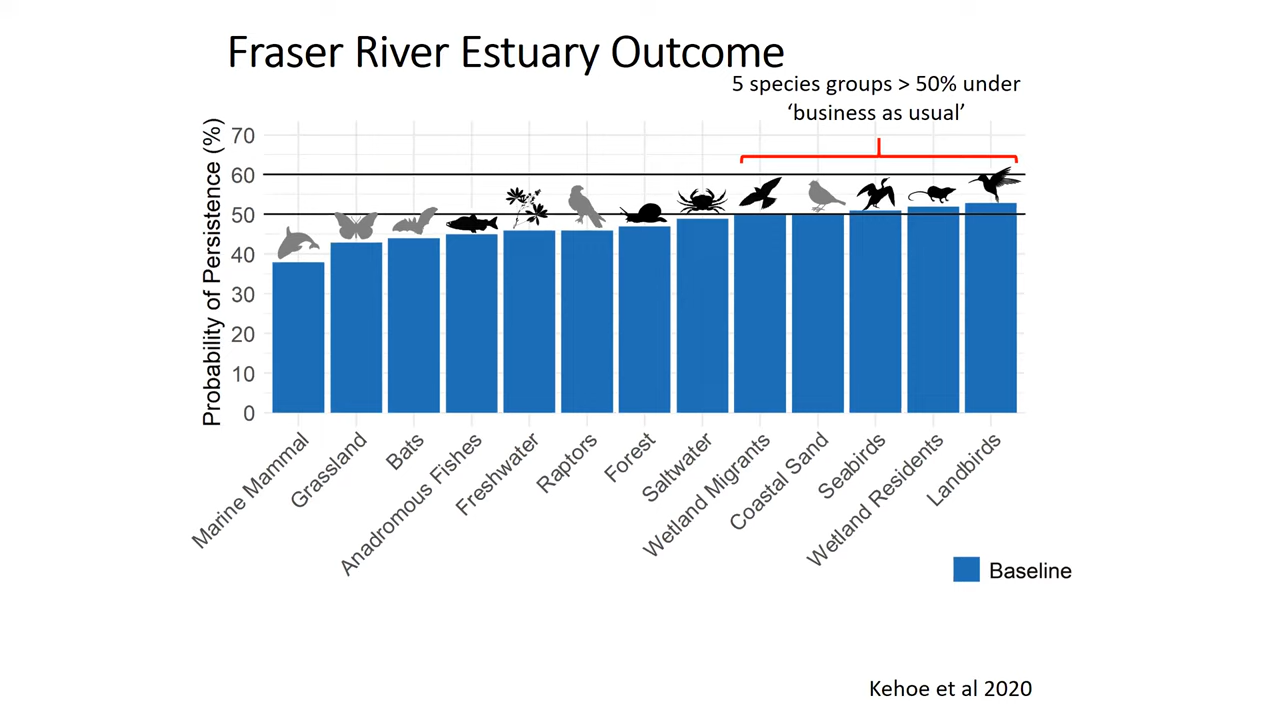 Fraser River Estuary Outcome
5 species groups > 50% under
‘business as usual’
Probability of Persistence (%)
70
60
50
40
30
20
10
0
Marine Mammal
Grassland
Bats
Anadromous Fishes
Freshwater
Raptors
Forest
Saltwater
Wetland Migrants
Coastal Sand
Seabirds
Wetland Residents
Landbirds
Baseline
Kehoe et al 2020